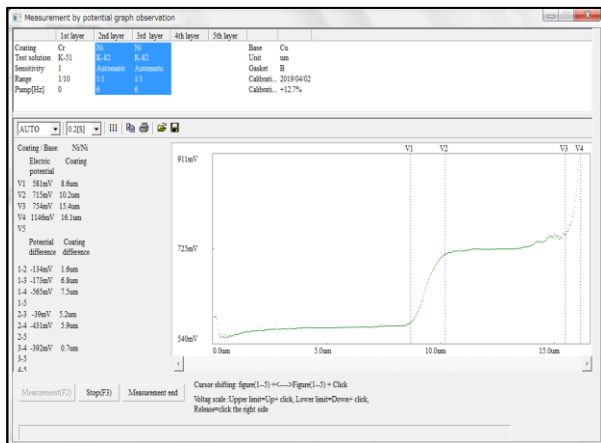 Measurement by potential graph observation
1st layer 2nd layer 3rd layer 4th layer 5th layer
Coating Cr Ni Ni Base Cu
Test solution K-51 K-82 K-82 Unit um
Sensitivity 1 Automatic Automatic Gasket B
Range 1/10 1/1 1/1 Calibrati... 2019/04/02
Pump[Hz] 0 6 6 Calibrati... +12.7%
AUTO 0.2[S]
Coating / Base: Ni/Ni
Electric potential Coating
V1 581mV 8.6um
V2 715mV 10.2um
V3 754mV 15.4um
V4 1146mV 16.1um
V5
Potential difference Coating difference
1-2 -134mV 1.6um
1-3 -173mV 6.8um
1-4 -565mV 7.5um
1-5
2-3 -39mV 5.2um
2-4 -431mV 5.9um
2-5
3-4 -392mV 0.7um
3-5
4-5
V1 V2 V3 V4
911mV
725mV
540mV
0.0um 5.0um 10.0um 15.0um
Measurement(F2) Stop(F3) Measurement end
Cursor shifting: figure(1--5) +<---->Figure(1--5) + Click
Voltag scale : Upper limit=Up+ click, Lower limit=Down+ click,
Release=click the right side